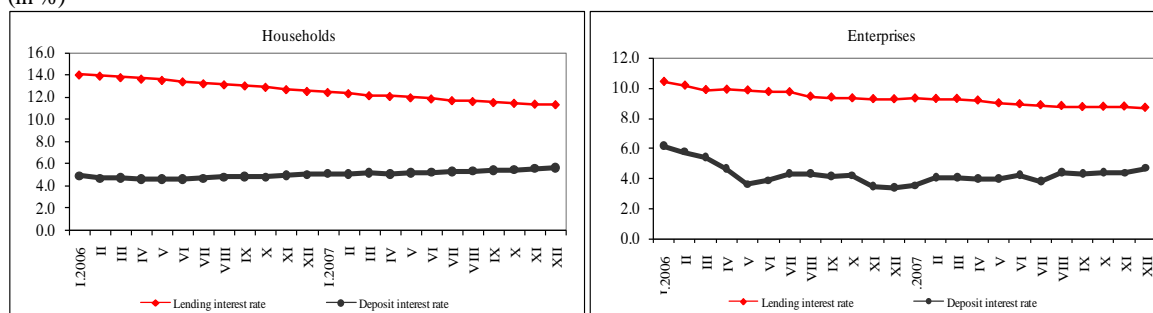 (in %)
Households
16.0
14.0
12.0
10.0
8.0
6.0
4.0
2.0
0.0
I.2006
II
III
IV
V
VI
VII
VIII
IX
X
XI
XII
I.2007
II
III
IV
V
VI
VII
VIII
IX
X
XI
XII
Lending interest rate
Deposit interest rate
Enterprises
12.0
10.0
8.0
6.0
4.0
2.0
0.0
I.2006
II
III
IV
V
VI
VII
VIII
IX
X
XI
XII
.2007
II
III
IV
V
VI
VII
VIII
IX
X
XI
XII
Lending interest rate
Deposit interest rate